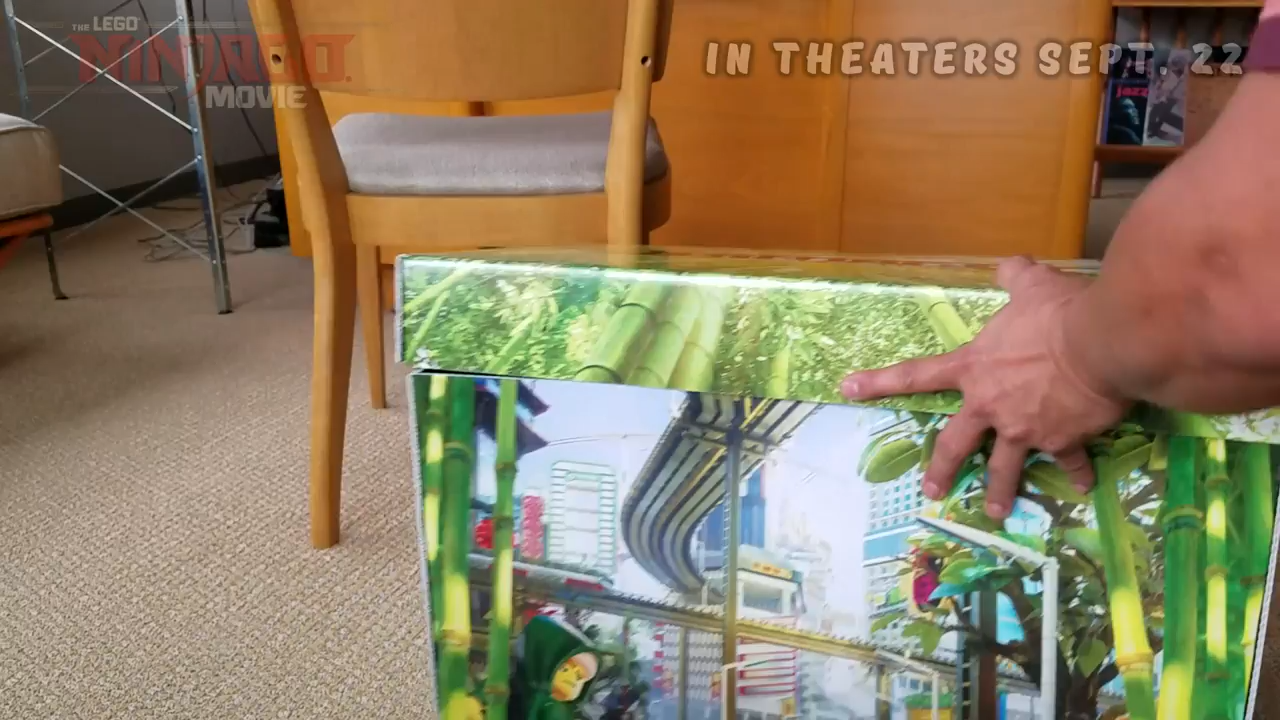 THE LEGO
NINJAGO
MOVIE
IN THEATERS SEPT. 22
jazz